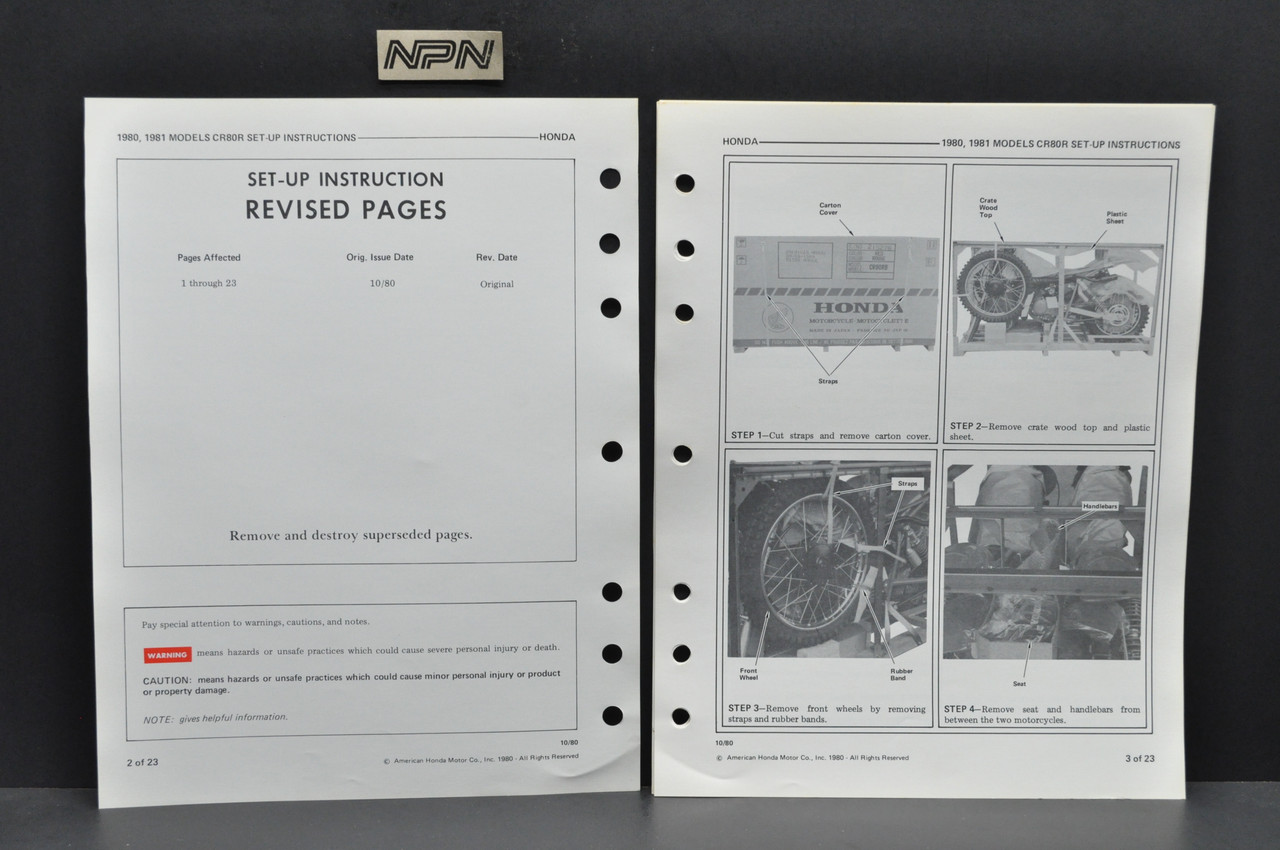 NPN
1980, 1981 MODELS CR80R SET-UP INSTRUCTIONS HONDA
SET-UP INSTRUCTION
REVISED PAGES
Pages Affected Orig. Issue Date Rev. Date
1 through 23 10/80 Original
Remove and destroy superseded pages.
Pay special attention to warnings, cautions, and notes.
WARNING means hazards or unsafe practices which could cause severe personal injury or death.
CAUTION: means hazards or unsafe practices which could cause minor personal injury or product
or property damage.
NOTE: gives helpful information.
10/80
2 of 23 © American Honda Motor Co., Inc. 1980 - All Rights Reserved
HONDA 1980, 1981 MODELS CR80R SET-UP INSTRUCTIONS
Carton
Cover
HONDA
Straps
STEP 1—Cut straps and remove carton cover.
Crate
Wood
Top
Plastic
Sheet
STEP 2—Remove crate wood top and plastic
sheet.
Straps
Front
Wheel
Rubber
Band
STEP 3—Remove front wheels by removing
straps and rubber bands.
Handlebars
Seat
STEP 4—Remove seat and handlebars from
between the two motorcycles.
10/80
© American Honda Motor Co., Inc. 1980 - All Rights Reserved 3 of 23